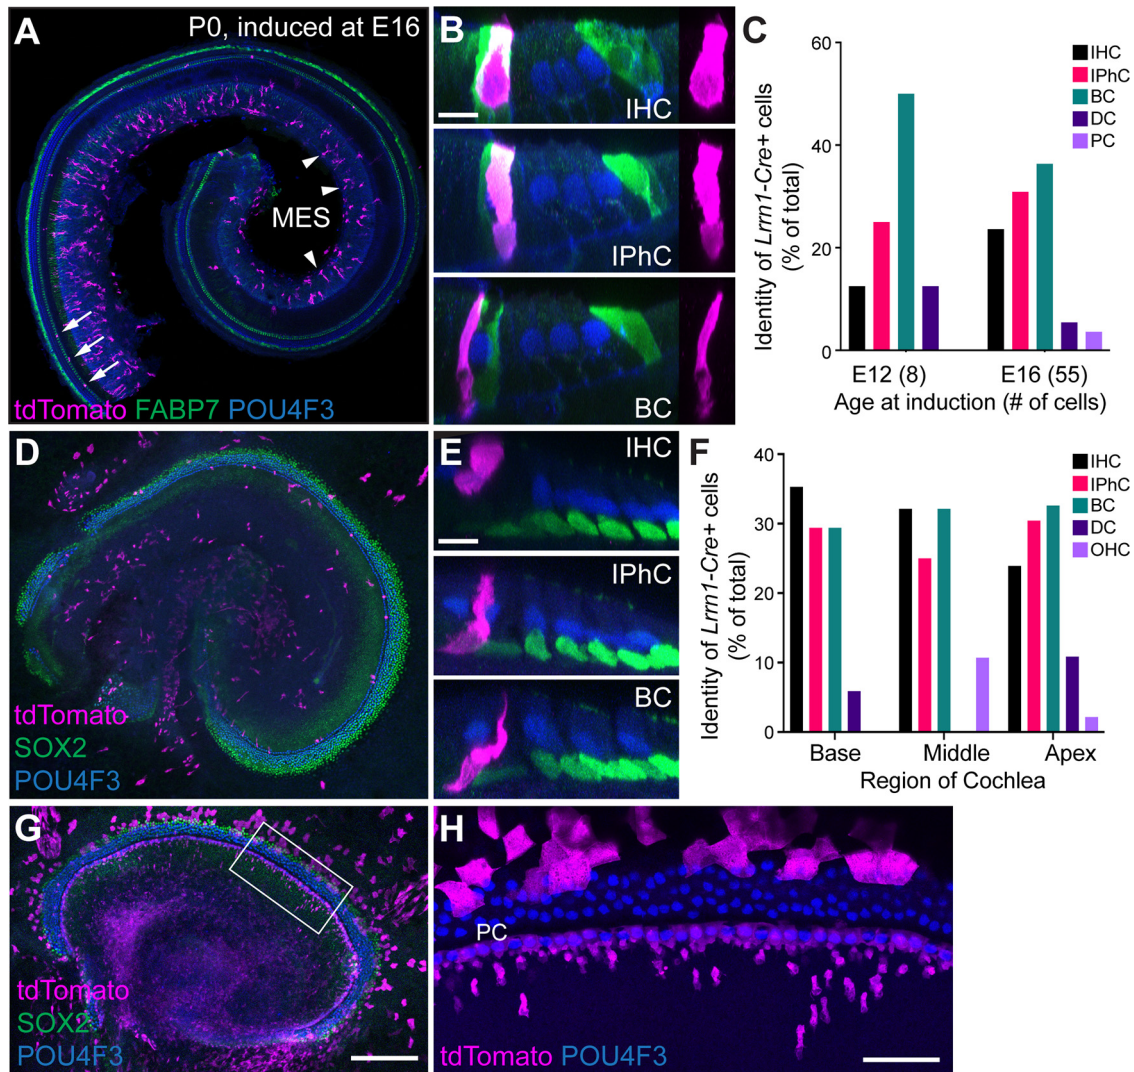 A
P0, induced at E16
MES
tdTomato FABP7 POU4F3
B
IHC
IPhC
BC
C
Identity of Lrrn1-Cre+ cells
(% of total)
60
40
20
0
IHC
IPhC
BC
DC
PC
E12 (8)
E16 (55)
Age at induction (# of cells)
D
tdTomato
SOX2
POU4F3
E
IHC
IPhC
BC
F
Identity of Lrrn1-Cre+ cells
(% of total)
40
30
20
10
0
IHC
IPhC
BC
DC
OHC
Base
Middle
Apex
Region of Cochlea
G
tdTomato
SOX2
POU4F3
H
PC
tdTomato POU4F3